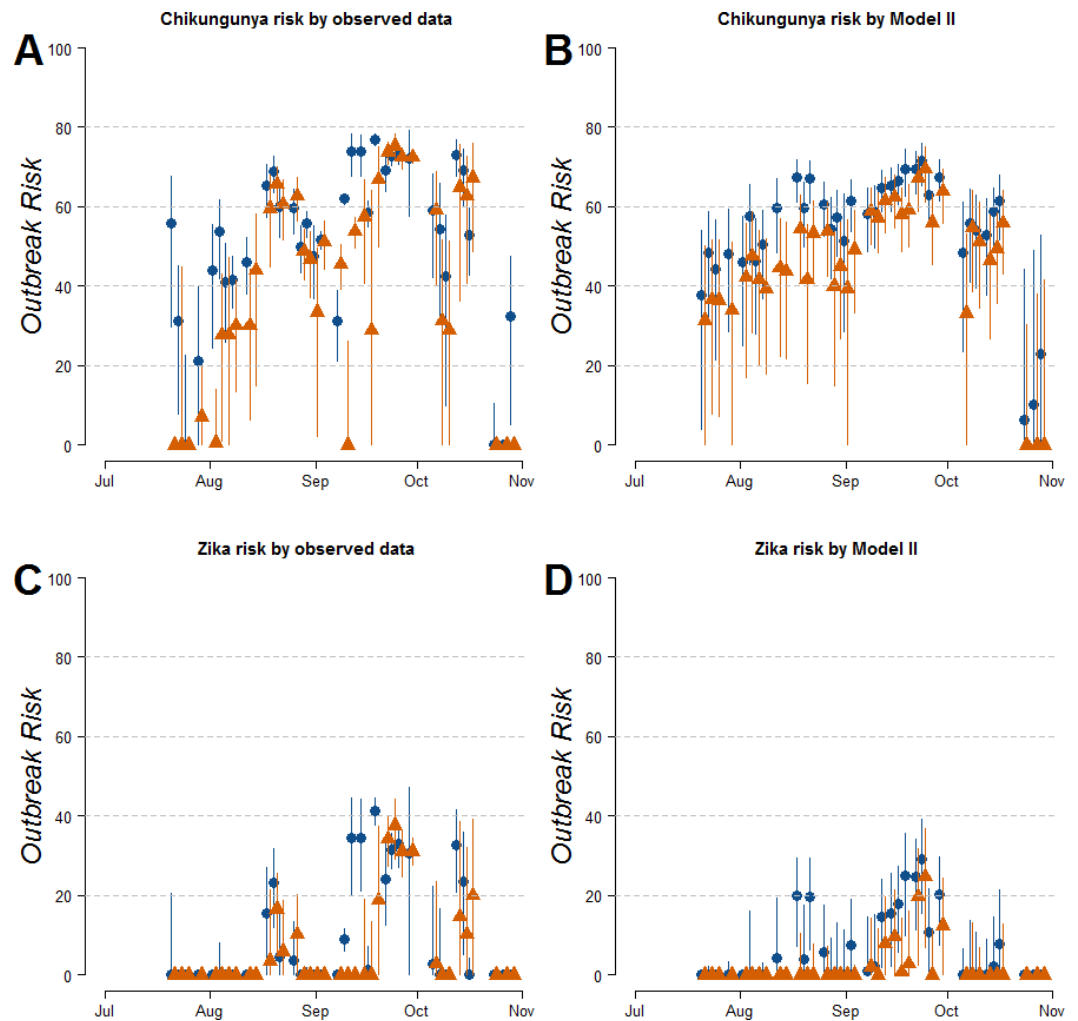 Chikungunya risk by observed data
A
Outbreak Risk
100
80
60
40
20
0
Jul Aug Sep Oct Nov
Chikungunya risk by Model II
B
Outbreak Risk
100
80
60
40
20
0
Jul Aug Sep Oct Nov
Zika risk by observed data
C
Outbreak Risk
100
80
60
40
20
0
Jul Aug Sep Oct Nov
Zika risk by Model II
D
Outbreak Risk
100
80
60
40
20
0
Jul Aug Sep Oct Nov